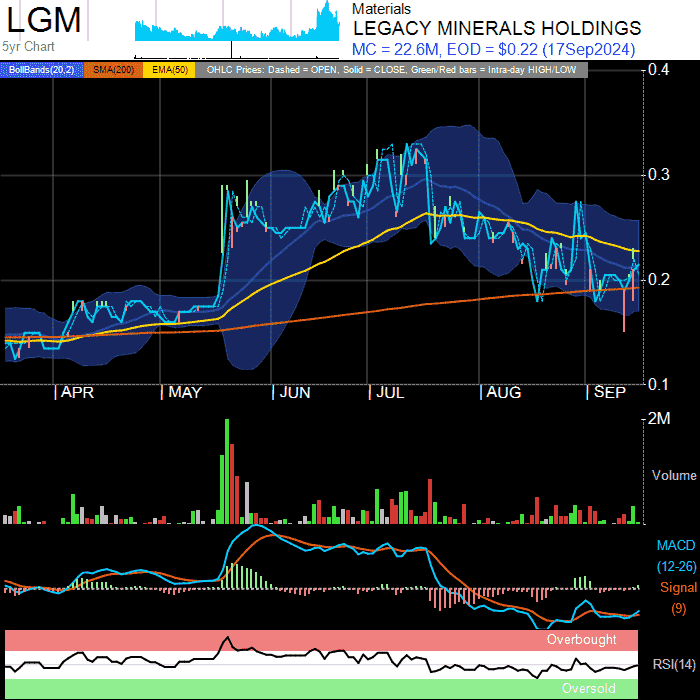 LGM
5yr Chart
Materials
LEGACY MINERALS HOLDINGS
MC = 22.6M, EOD = $0.22 (17Sep2024)
BollBands(20,2) SMA(200) EMA(50) OHLC Prices: Dashed = OPEN, Solid = CLOSE, Green/Red bars = Intra-day HIGH/LOW
0.4
0.3
0.2
0.1
APR MAY JUN JUL AUG SEP
2M
Volume
MACD
(12-26)
Signal
(9)
Overbought
RSI(14)
Oversold